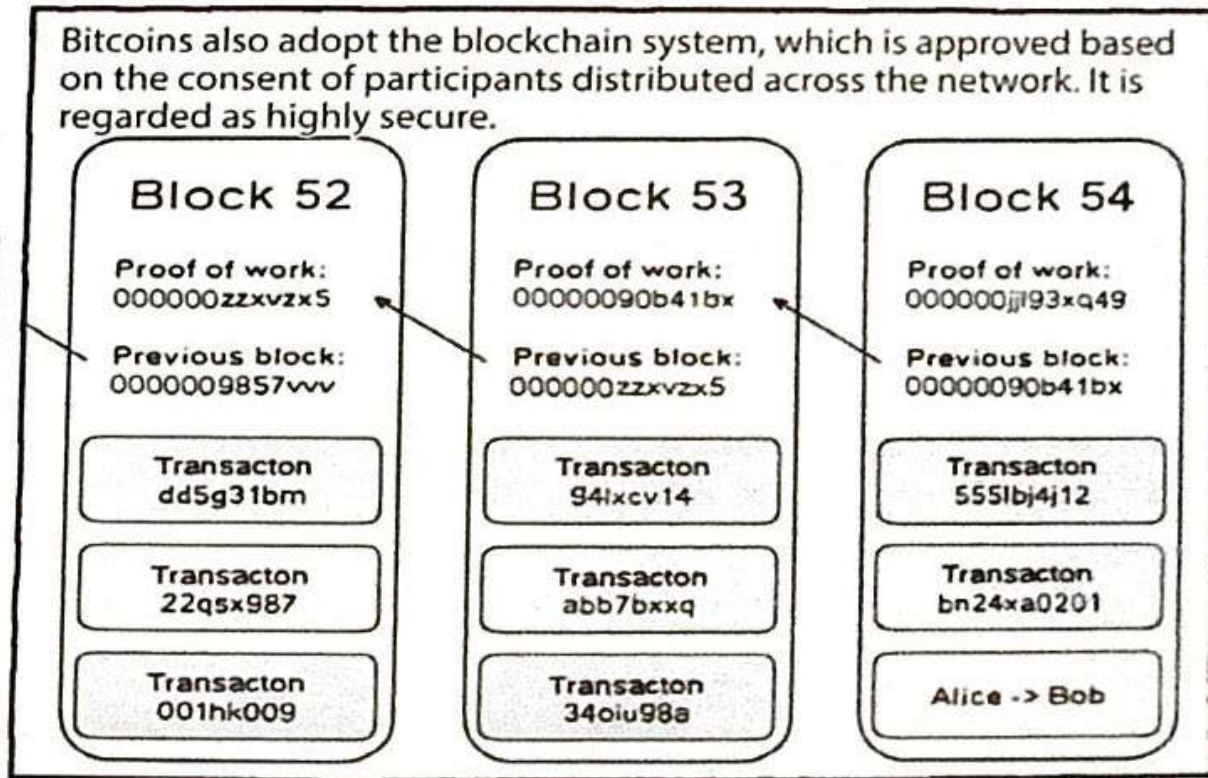 Bitcoins also adopt the blockchain system, which is approved based
on the consent of participants distributed across the network. It is
regarded as highly secure.
Block 52
Proof of work:
000000zzxvzx5
Previous block:
0000009857vvv
Transacton
dd5g31bm
Transacton
22qsx987
Transacton
001hk009
Block 53
Proof of work:
00000090b41bx
Previous block:
000000zzxvzx5
Transacton
94lxcv14
Transacton
abb7bxxq
Transacton
34oiu98a
Block 54
Proof of work:
Previous block:
00000090b41bx
Transacton
555lbj4j12
Transacton
bn24xa0201
Alice -> Bob